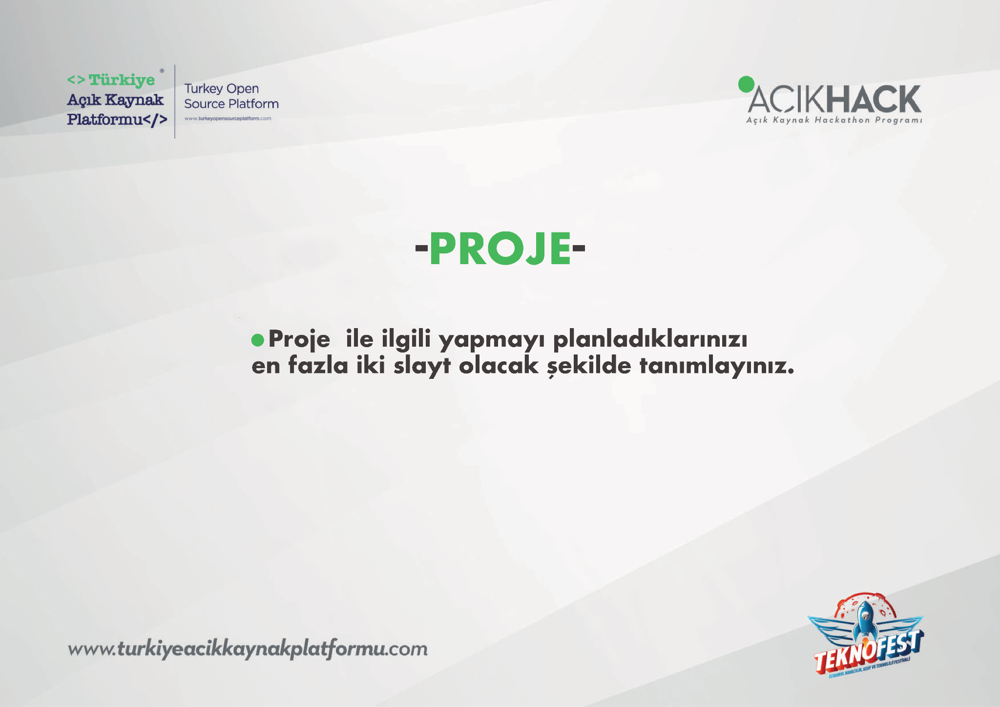 <> Türkiye ®
Açık Kaynak
Platformu</>
Turkey Open
Source Platform
www.turkeyopensourceplatform.com
AÇIKHACK
Açık Kaynak Hackathon Programı
-PROJE-
● Proje ile ilgili yapmayı planladıklarınızı
en fazla iki slayt olacak şekilde tanımlayınız.
www.turkiyeacikkaynakplatformu.com
TEKNOFEST
İSTANBUL HAVACILIK, UZAY VE TEKNOLOJİ FESTİVALİ